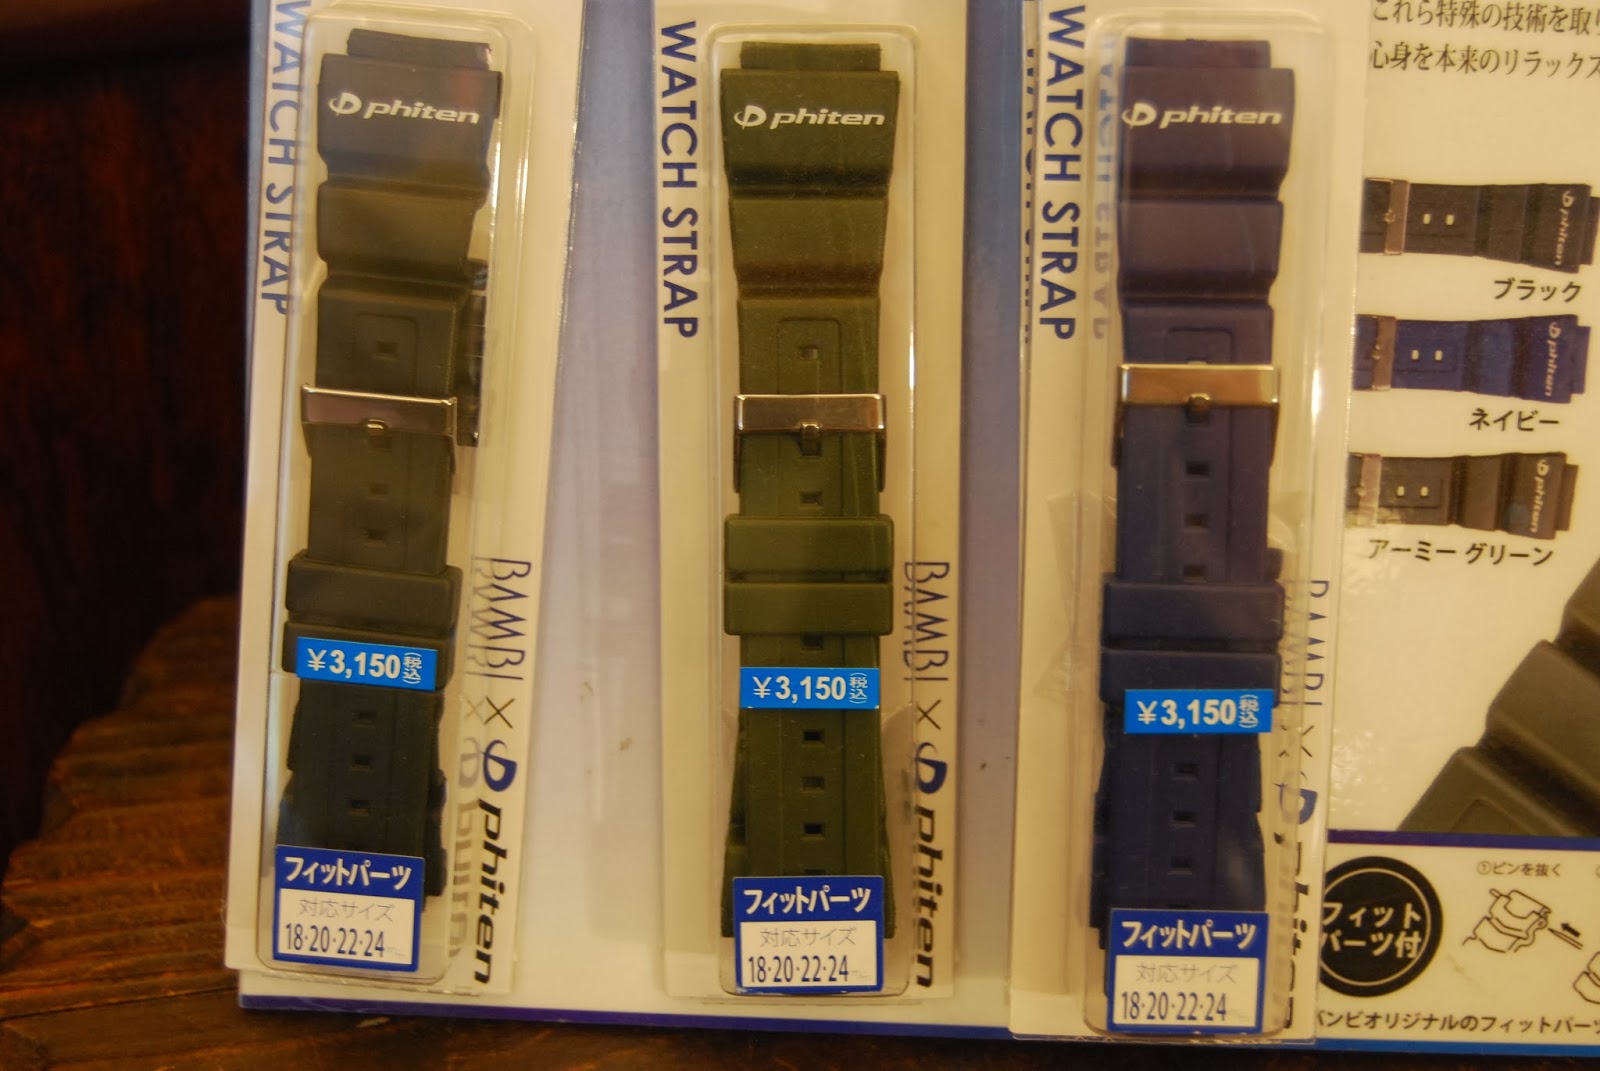 WATCH STRAP
phiten
¥3,150(税込)
BAMBI × phiten
フィットパーツ
対応サイズ
18・20・22・24
WATCH STRAP
phiten
¥3,150(税込)
BAMBI × phiten
フィットパーツ
対応サイズ
18・20・22・24
WATCH STRAP
phiten
¥3,150(税込)
BAMBI × phiten
フィットパーツ
対応サイズ
18・20・22・24
これら特殊の技術を取り
心身を本来のリラックス
phiten
ブラック
phiten
ネイビー
phiten
アーミー グリーン
①ピンを抜く
フィット
パーツ付
バンビオリジナルのフィットパーツ